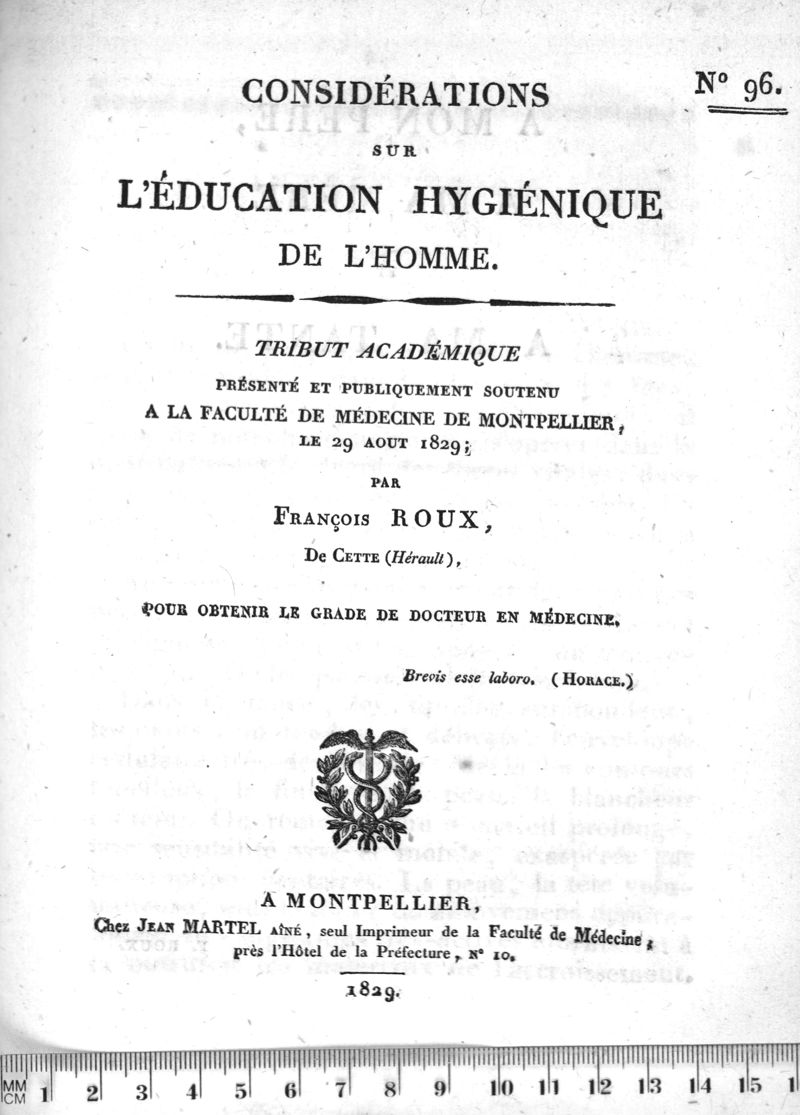 CONSIDÉRATIONS
N° 96.
SUR
L'ÉDUCATION HYGIÉNIQUE
DE L'HOMME.
TRIBUT ACADÉMIQUE
PRÉSENTÉ ET PUBLIQUEMENT SOUTENU
A LA FACULTÉ DE MÉDECINE DE MONTPELLIER,
LE 29 AOUT 1829;
PAR
FRANÇOIS ROUX,
De CETTE (Hérault),
POUR OBTENIR LE GRADE DE DOCTEUR EN MÉDECINE.
Brevis esse laboro. (HORACE.)
A MONTPELLIER,
Chez JEAN MARTEL AÎNÉ, seul Imprimeur de la Faculté de Médecine,
près l'Hôtel de la Préfecture, N° 10.
1829.
MM
CM 1 2 3 4 5 6 7 8 9 10 11 12 13 14 15 1